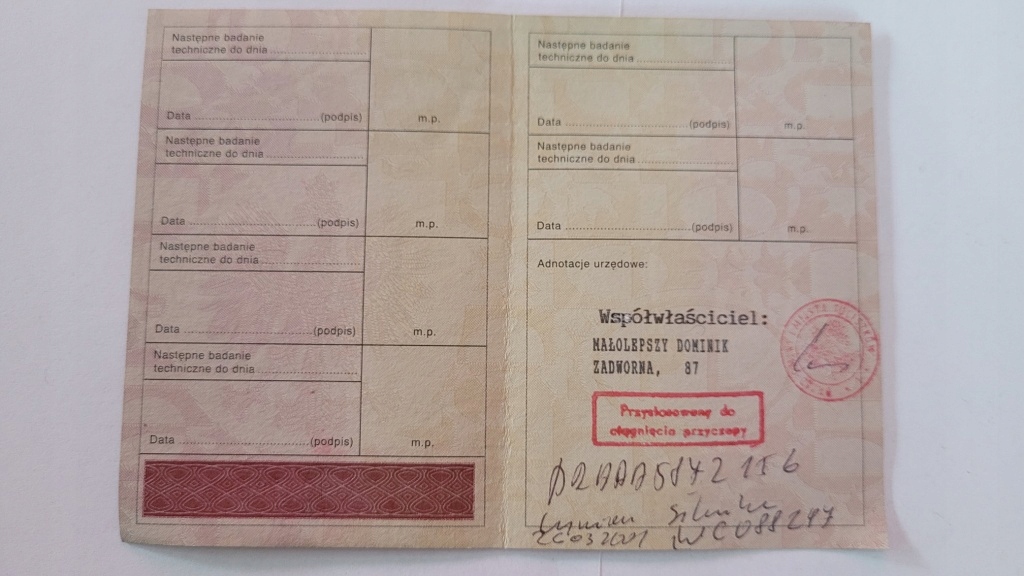 Następne badanie
techniczne do dnia
Data (podpis) m.p.
Następne badanie
techniczne do dnia
Data (podpis) m.p.
Następne badanie
techniczne do dnia
Data (podpis) m.p.
Następne badanie
techniczne do dnia
Data (podpis) m.p.
Następne badanie
techniczne do dnia
Data (podpis) m.p.
Następne badanie
techniczne do dnia
Data (podpis) m.p.
Adnotacje urzędowe:
Współwłaściciel:
MAŁOLEPSZY DOMINIK
ZADWORNA, 87
Przystosowany do
ciągnięcia przyczepy
silnika
WC088247